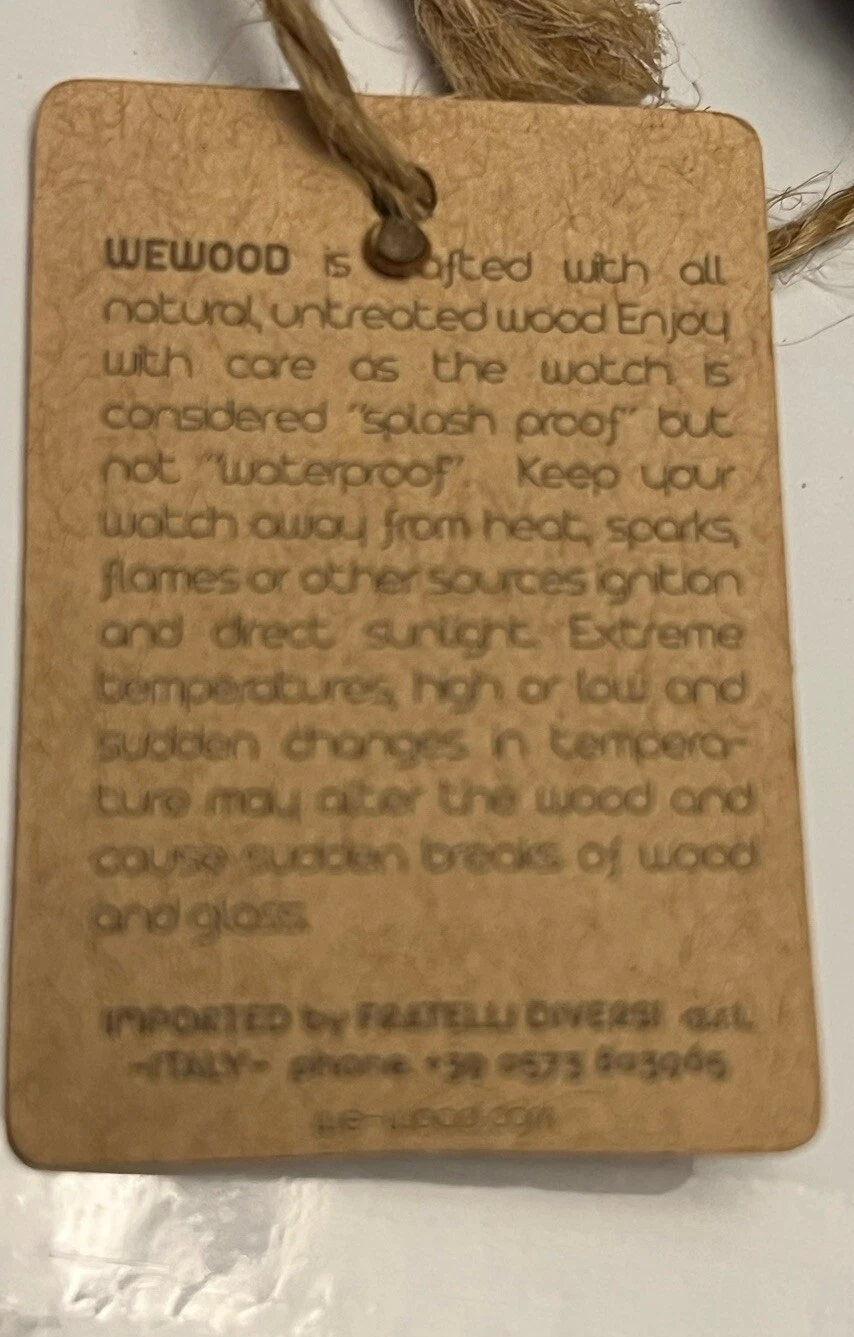 WEWOOD is afted with all
natural, untreated wood Enjoy
with care as the watch is
considered "splash proof" but
not "waterproof". Keep your
watch away from heat, sparks,
flames or other sources ignition
and direct sunlight. Extreme
temperatures, high or low and
sudden changes in tempera-
ture may alter the wood and
cause sudden breaks of wood
and glass.
IMPORTED by FRATELLI DIVERSI s.r.l.
-ITALY- phone +39 0573
we-wood.com